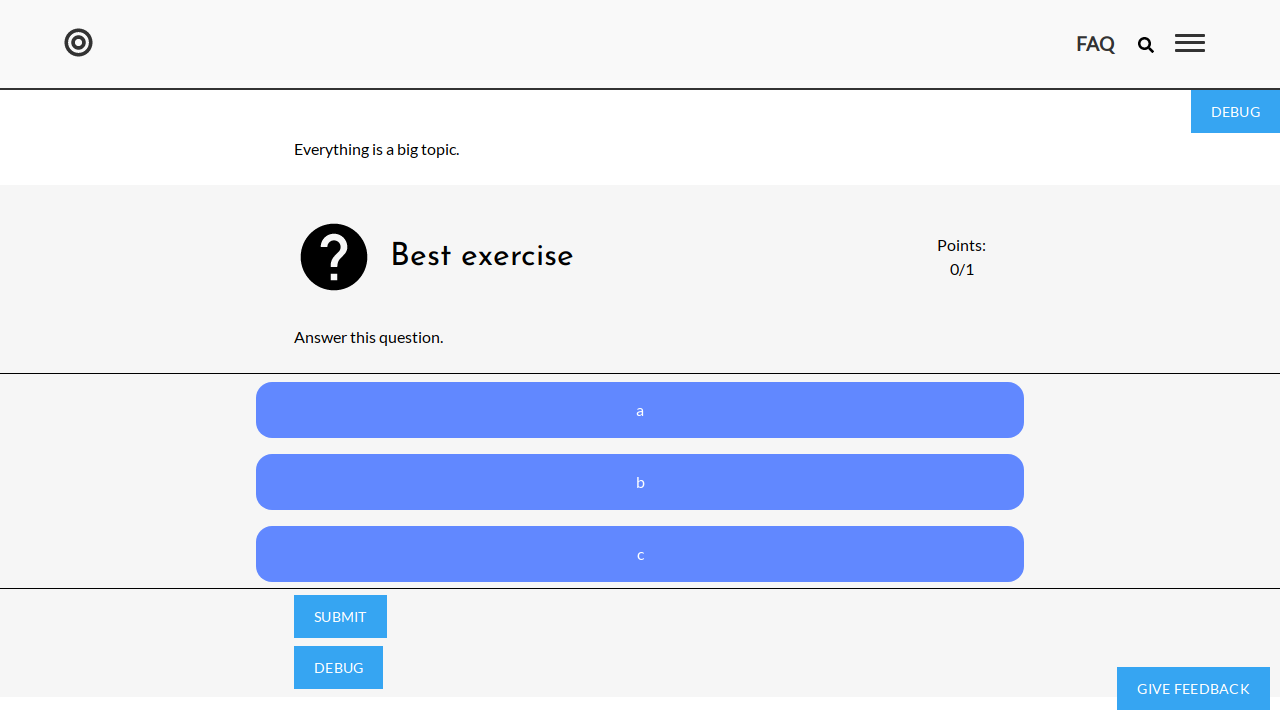 FAQ
DEBUG
Everything is a big topic.
Best exercise
Points:
0/1
Answer this question.
a
b
c
SUBMIT
DEBUG
GIVE FEEDBACK